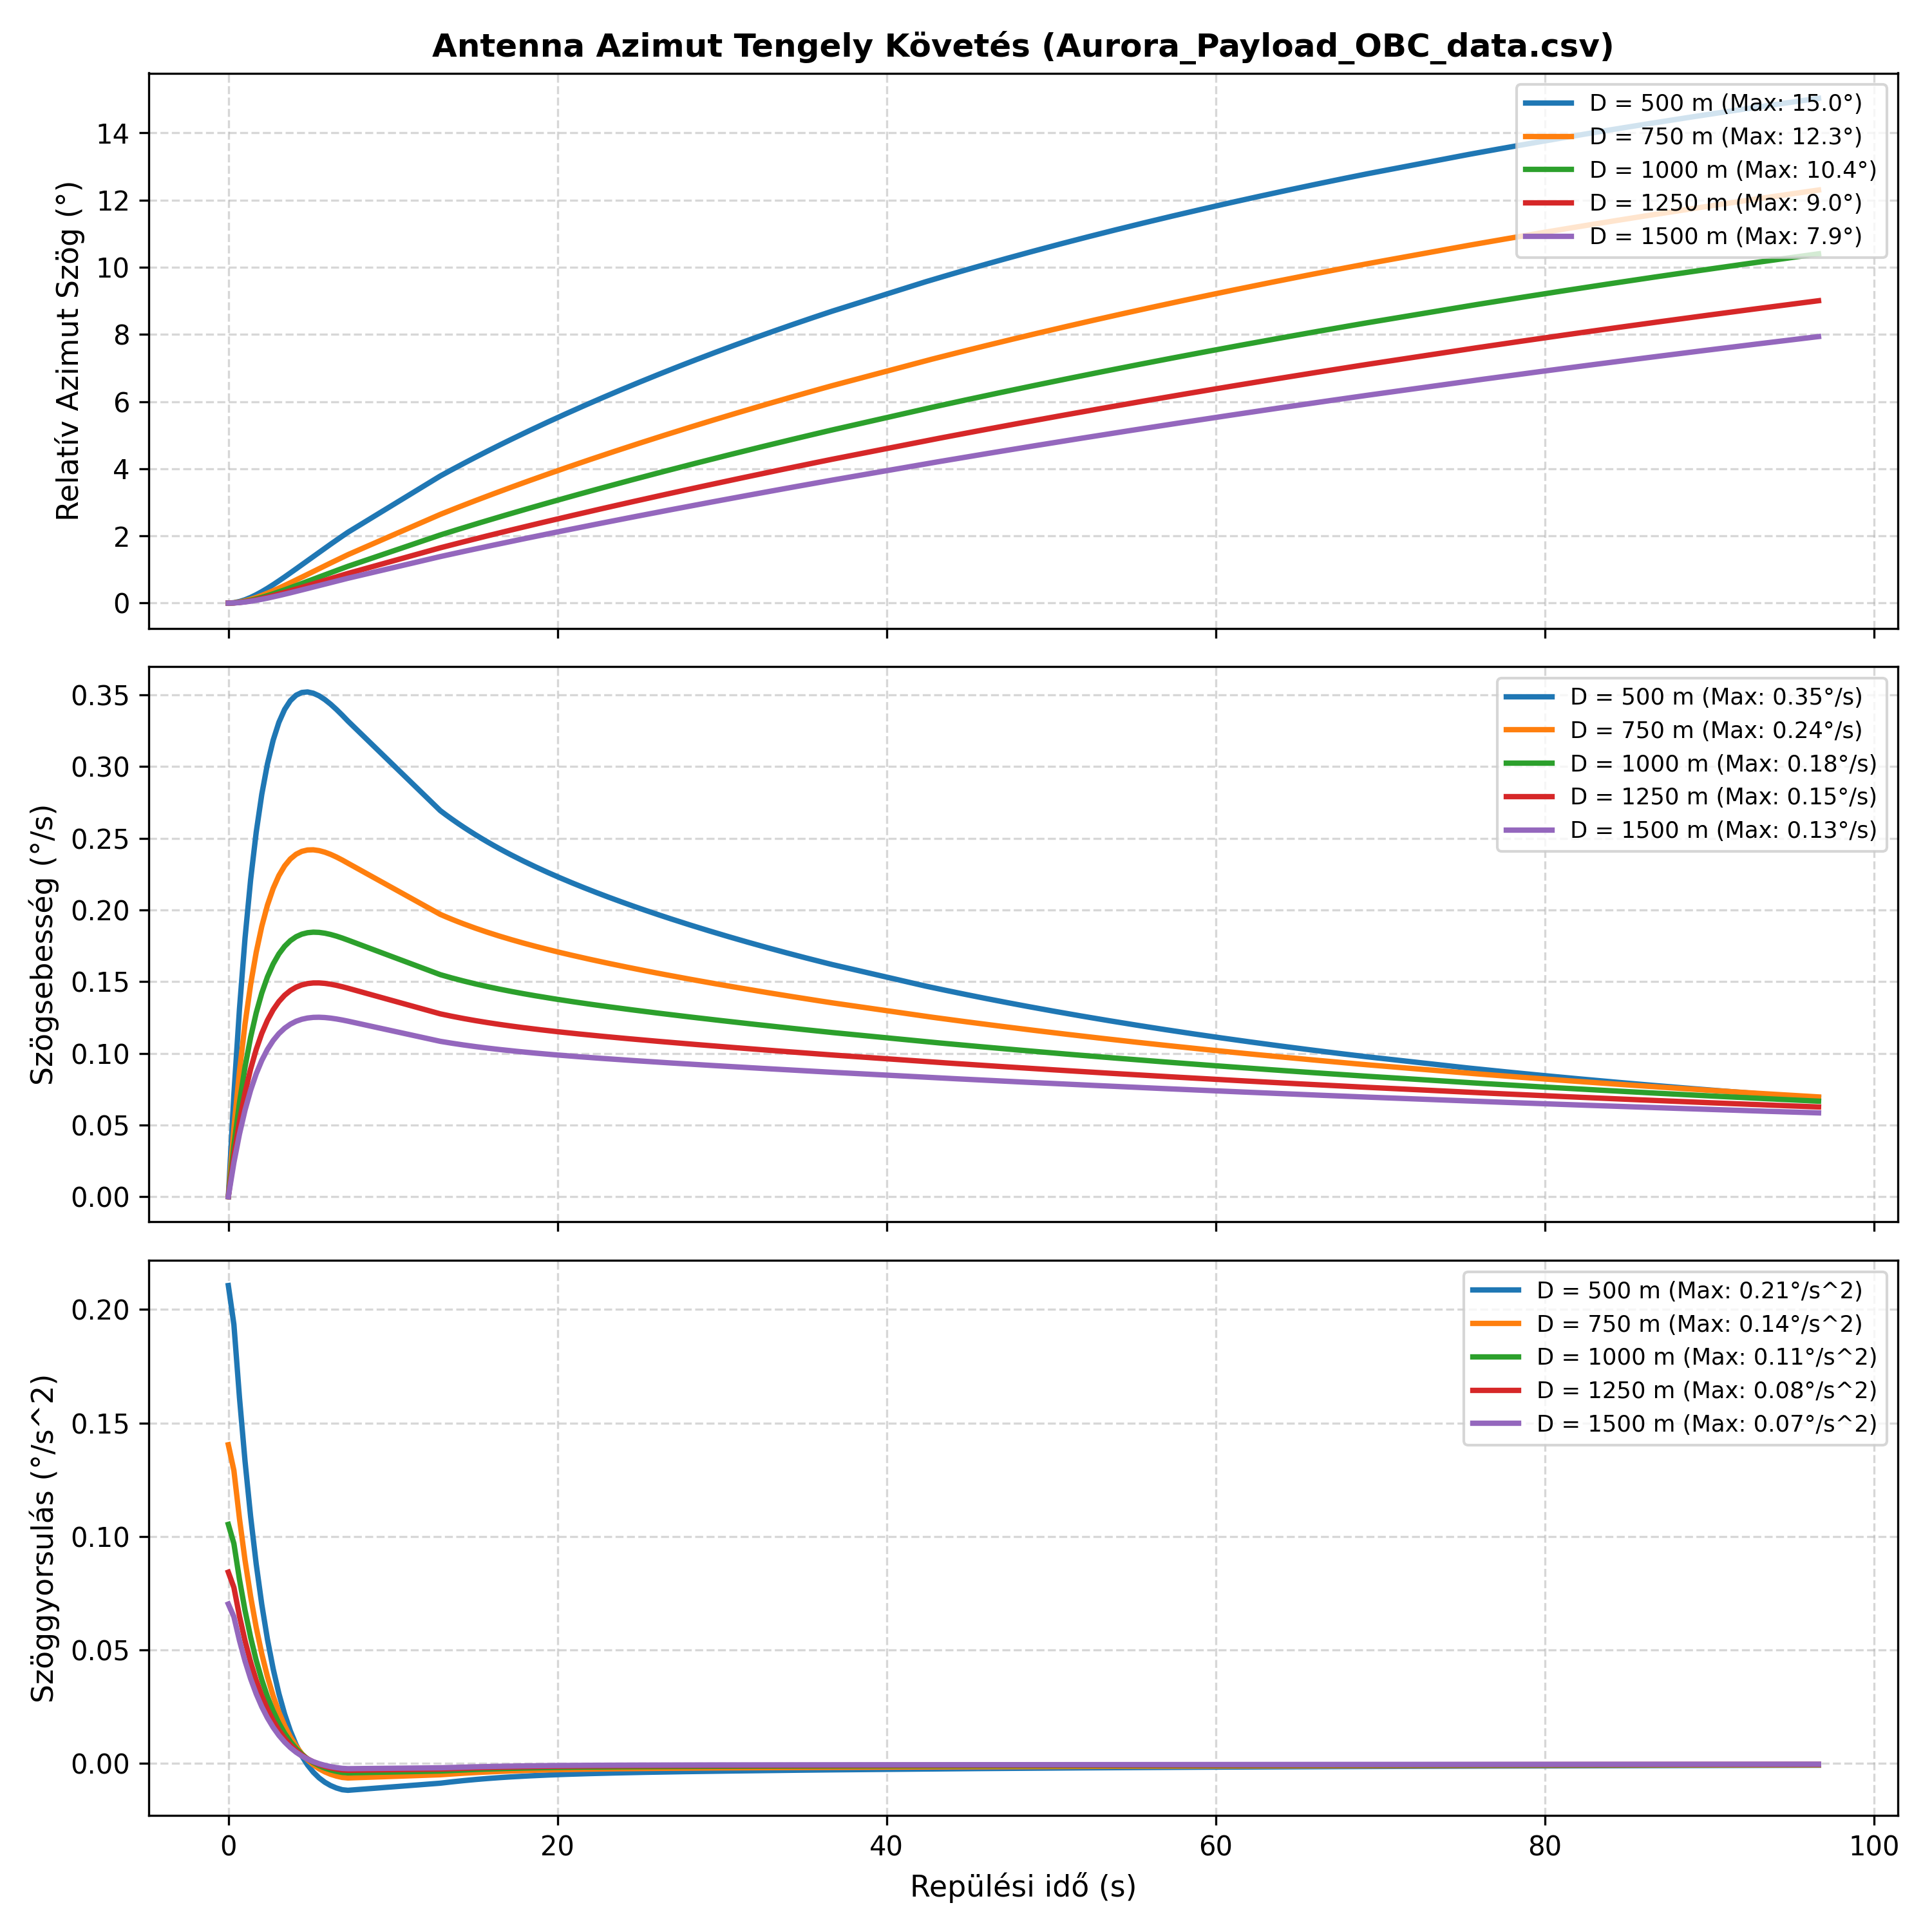 Antenna Azimut Tengely Követés (Aurora_Payload_OBC_data.csv)
Relatív Azimut Szög (°)
14
12
10
8
6
4
2
0
D = 500 m (Max: 15.0°)
D = 750 m (Max: 12.3°)
D = 1000 m (Max: 10.4°)
D = 1250 m (Max: 9.0°)
D = 1500 m (Max: 7.9°)
Szögsebesség (°/s)
0.35
0.30
0.25
0.20
0.15
0.10
0.05
0.00
D = 500 m (Max: 0.35°/s)
D = 750 m (Max: 0.24°/s)
D = 1000 m (Max: 0.18°/s)
D = 1250 m (Max: 0.15°/s)
D = 1500 m (Max: 0.13°/s)
Szöggyorsulás (°/s^2)
0.20
0.15
0.10
0.05
0.00
D = 500 m (Max: 0.21°/s^2)
D = 750 m (Max: 0.14°/s^2)
D = 1000 m (Max: 0.11°/s^2)
D = 1250 m (Max: 0.08°/s^2)
D = 1500 m (Max: 0.07°/s^2)
0 20 40 60 80 100
Repülési idő (s)